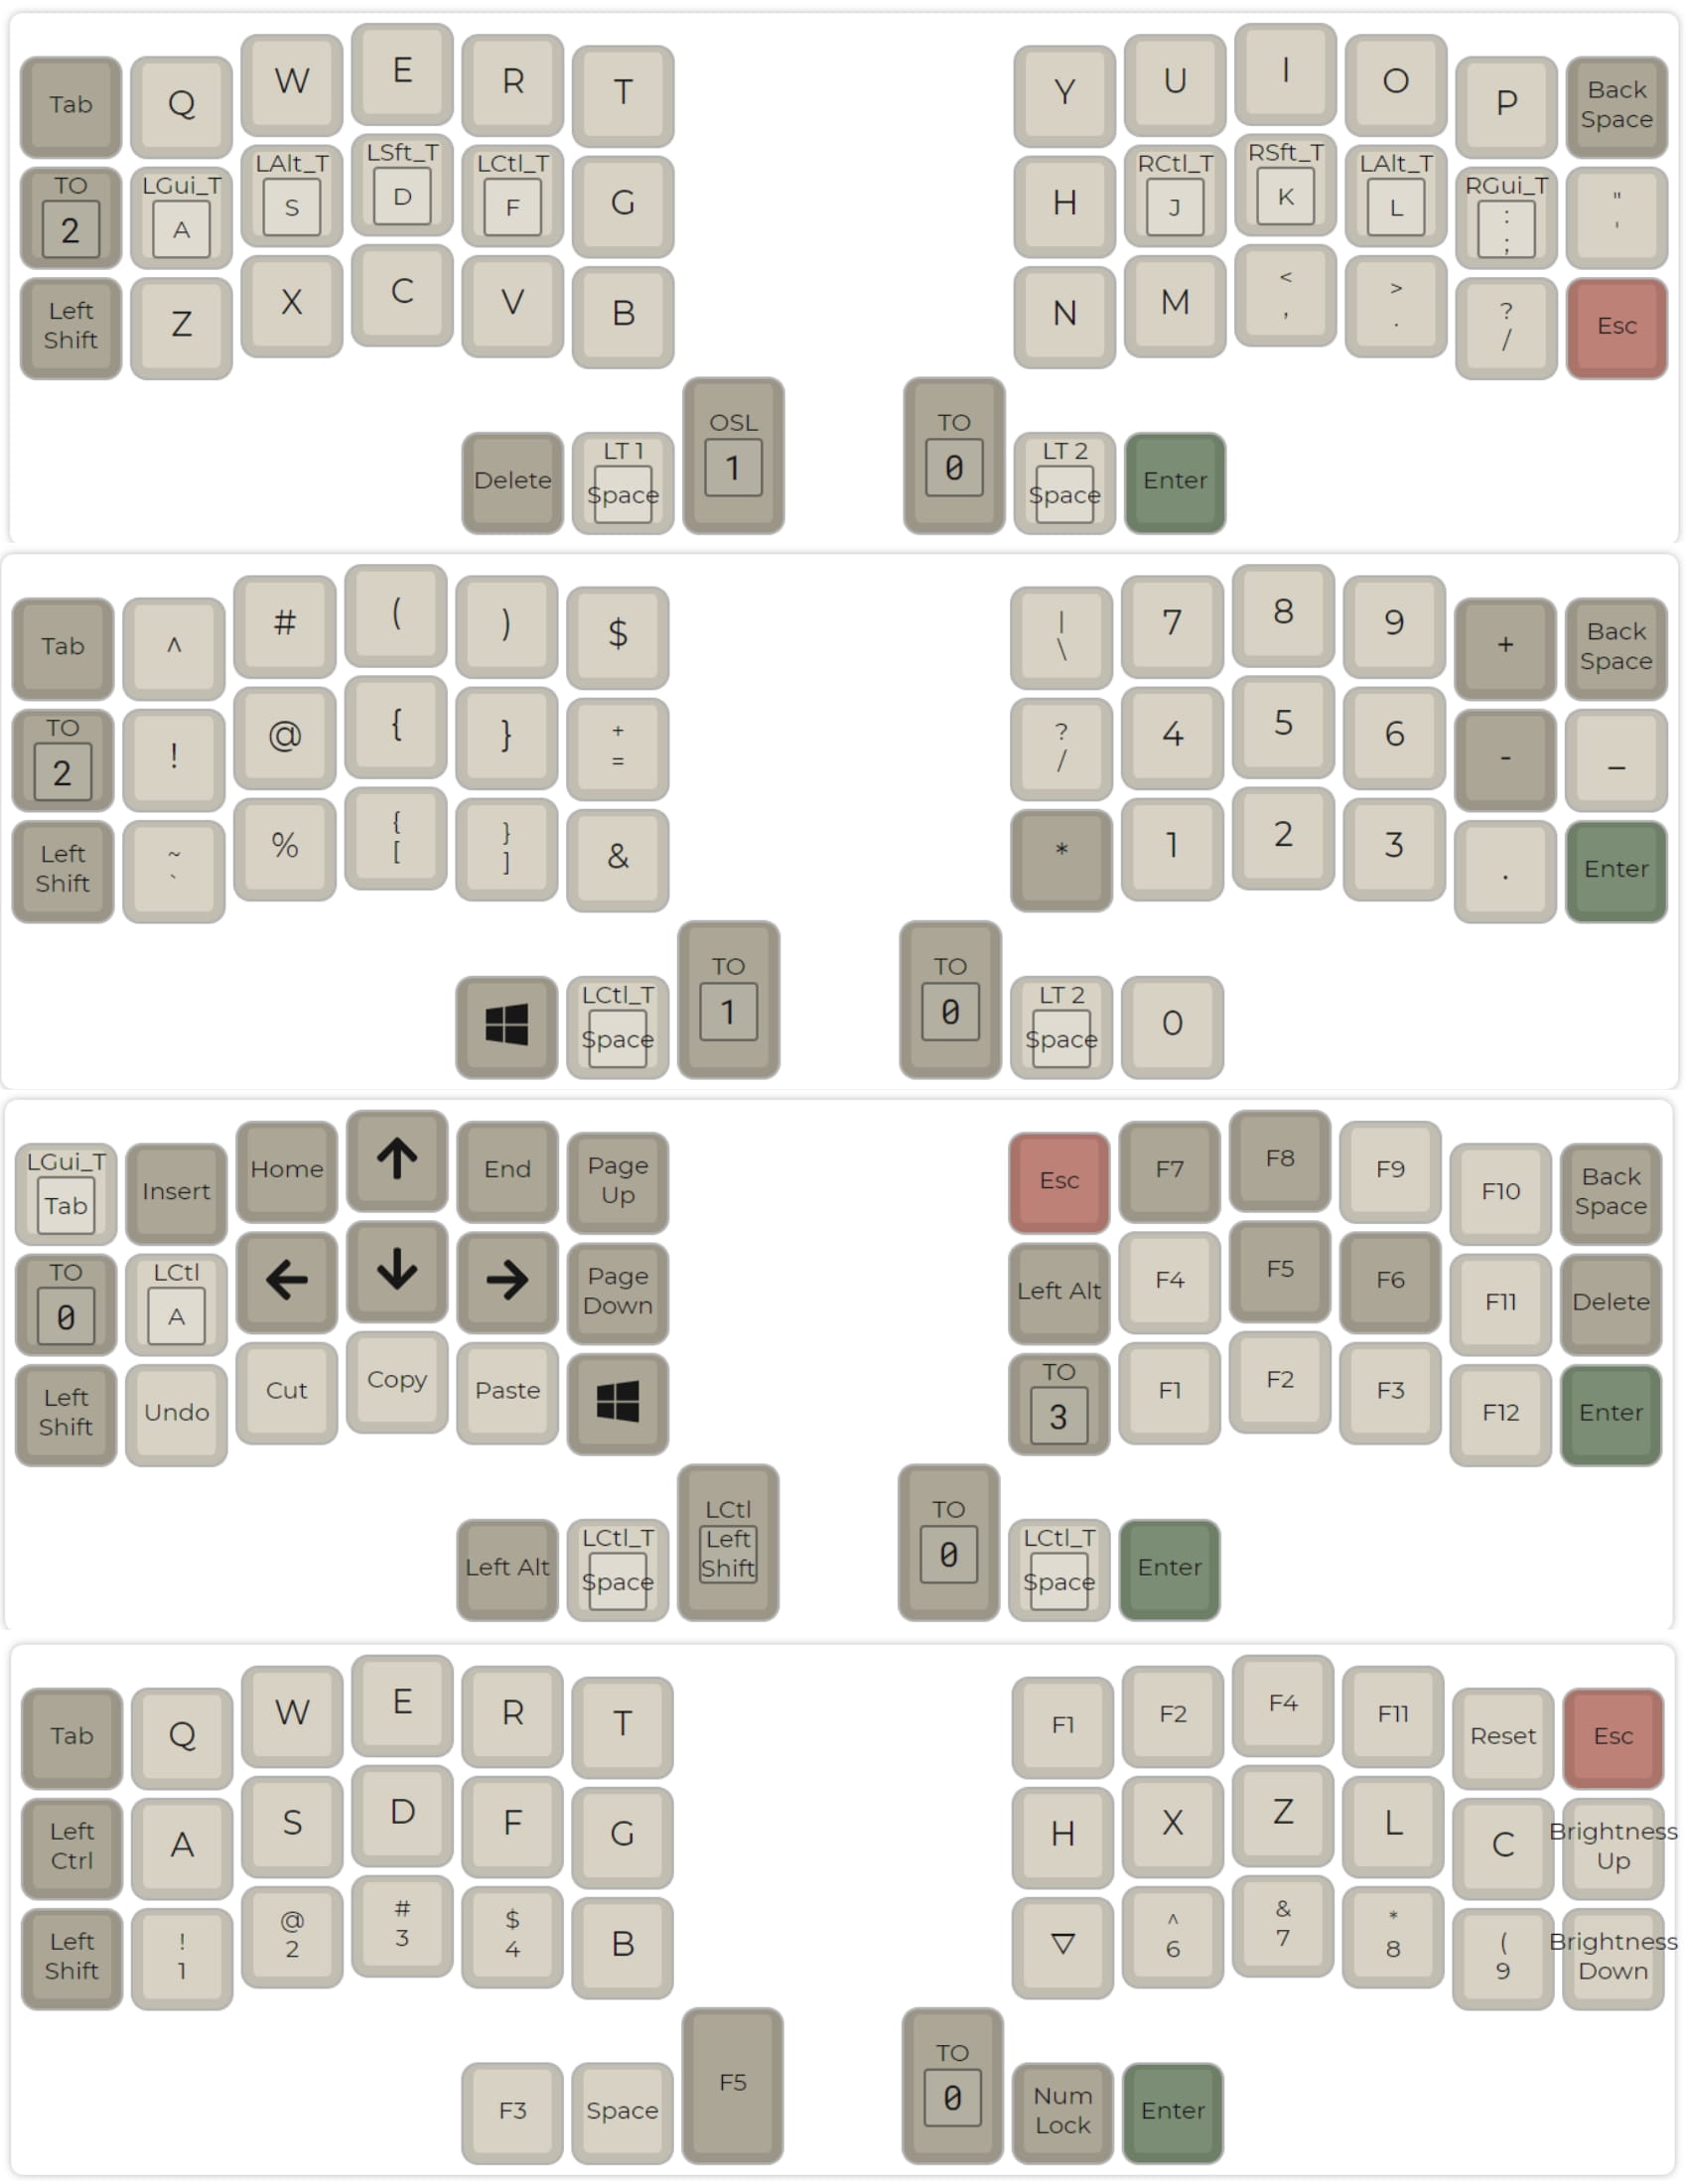 Tab Q W E R T Y U I O P Back Space
TO 2 LGui_T A LAlt_T S LSft_T D LCtl_T F G H RCtl_T J RSft_T K LAlt_T L RGui_T : ; " '
Left Shift Z X C V B N M < , > . ? / Esc
Delete LT 1 Space OSL 1 TO 0 LT 2 Space Enter
Tab ^ # ( ) $ | \ 7 8 9 + Back Space
TO 2 ! @ { } + = ? / 4 5 6 - _
Left Shift ~ ` % { [ } ] & * 1 2 3 . Enter
LCtl_T Space TO 1 TO 0 LT 2 Space 0
LGui_T Tab Insert Home ↑ End Page Up Esc F7 F8 F9 F10 Back Space
TO 0 LCtl A ← ↓ → Page Down Left Alt F4 F5 F6 F11 Delete
Left Shift Undo Cut Copy Paste TO 3 F1 F2 F3 F12 Enter
Left Alt LCtl_T Space LCtl Left Shift TO 0 LCtl_T Space Enter
Tab Q W E R T F1 F2 F4 F11 Reset Esc
Left Ctrl A S D F G H X Z L C Brightness Up
Left Shift ! 1 @ 2 # 3 $ 4 B ▽ ^ 6 & 7 * 8 ( 9 Brightness Down
F3 Space F5 TO 0 Num Lock Enter